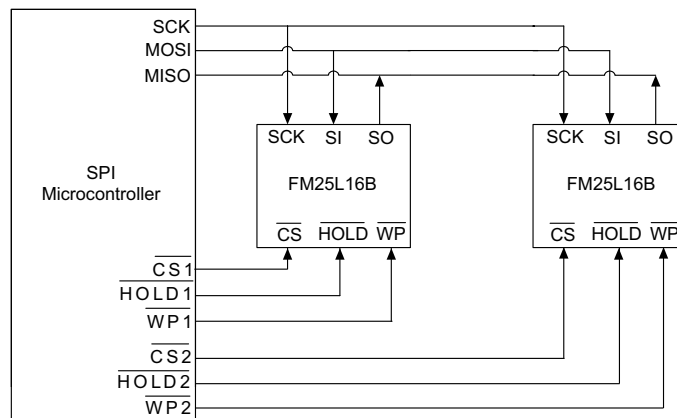 SCK
MOSI
MISO
SCK SI SO
SCK SI SO
SPI
Microcontroller
FM25L16B
FM25L16B
CS HOLD WP
CS HOLD WP
CS1
HOLD1
WP1
CS2
HOLD2
WP2